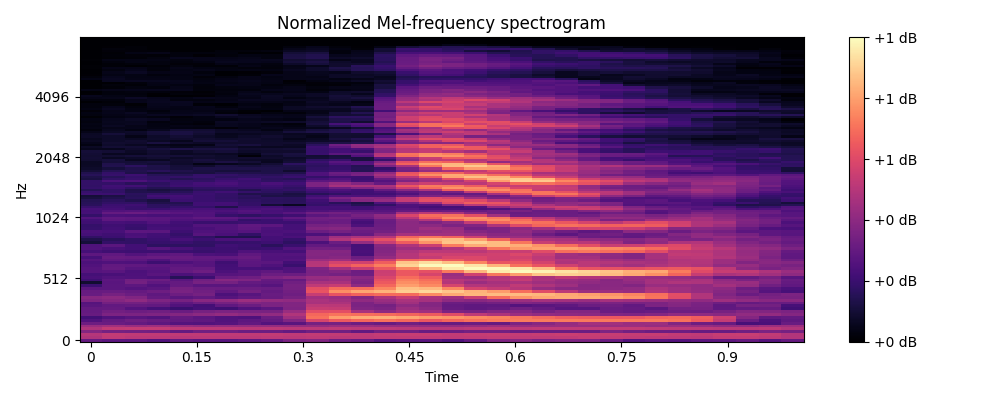 Normalized Mel-frequency spectrogram
Hz
4096
2048
1024
512
0
0 0.15 0.3 0.45 0.6 0.75 0.9
Time
+1 dB
+1 dB
+1 dB
+0 dB
+0 dB
+0 dB